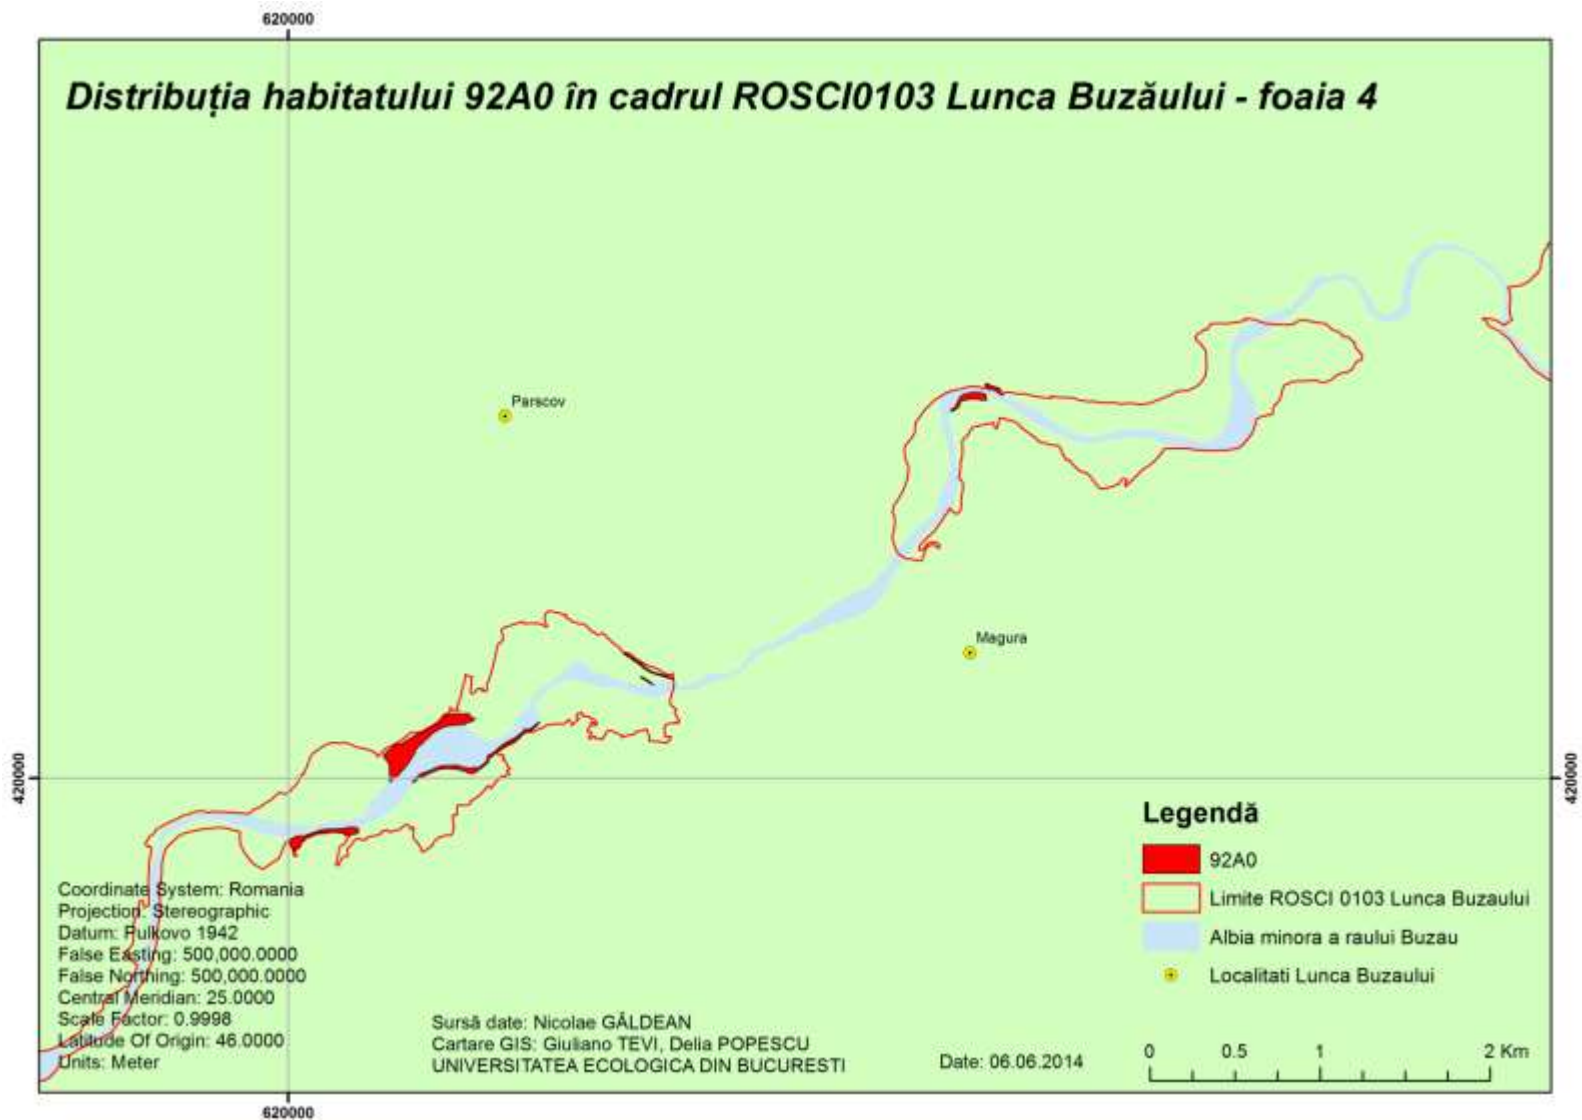 620000
Distribuția habitatului 92A0 în cadrul ROSCI0103 Lunca Buzăului - foaia 4
Parscov
Magura
420000
420000
Legendă
92A0
Limite ROSCI 0103 Lunca Buzaului
Albia minora a raului Buzau
Localitati Lunca Buzaului
Coordinate System: Romania
Projection: Stereographic
Datum: Pulkovo 1942
False Easting: 500,000.0000
False Northing: 500,000.0000
Central Meridian: 25.0000
Scale Factor: 0.9998
Latitude Of Origin: 46.0000
Units: Meter
Sursă date: Nicolae GÂLDEAN
Cartare GIS: Giuliano TEVI, Delia POPESCU
UNIVERSITATEA ECOLOGICA DIN BUCURESTI
Date: 06.06.2014
0 0.5 1 2 Km
620000